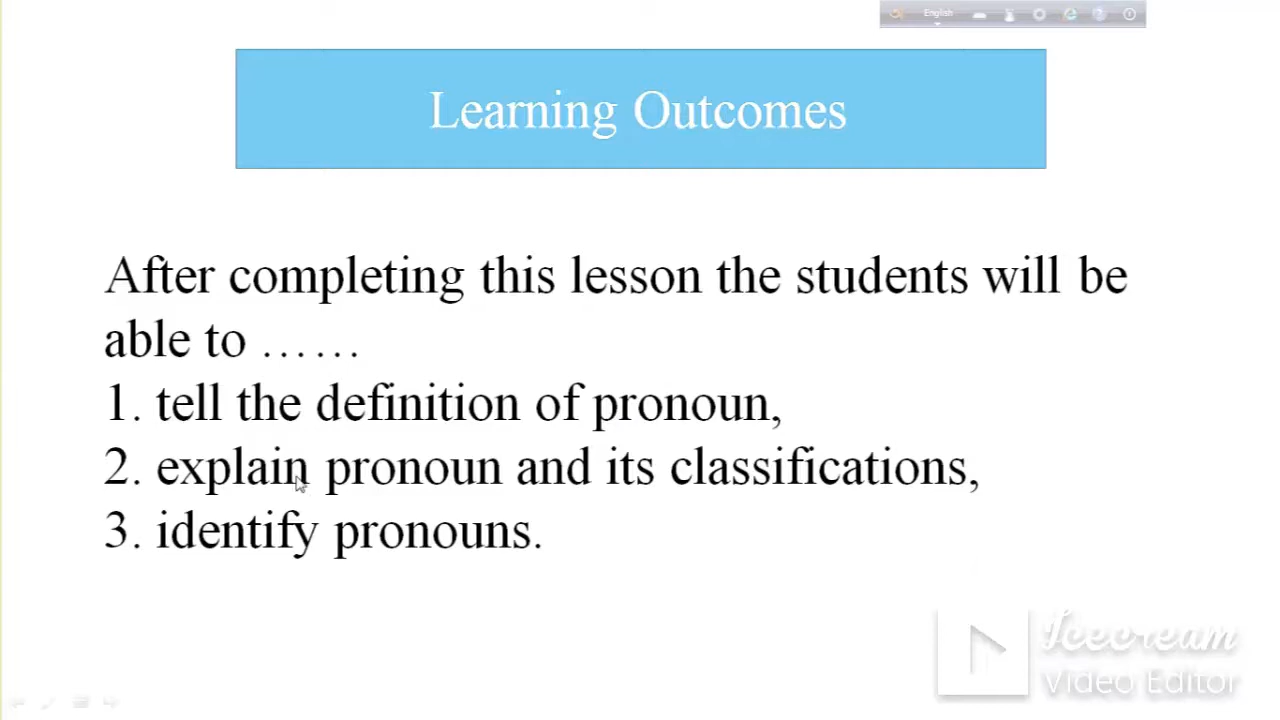 English
Learning Outcomes
After completing this lesson the students will be
able to ......
1. tell the definition of pronoun,
2. explain pronoun and its classifications,
3. identify pronouns.
Icecream
Video Editor